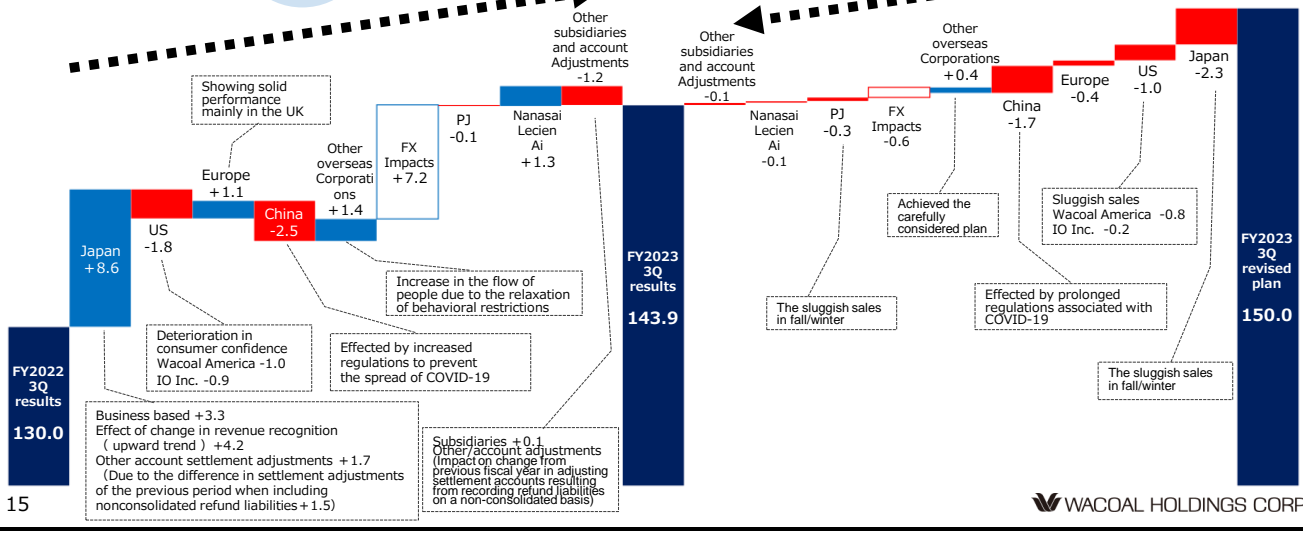 Other
subsidiaries
and account
Adjustments
-1.2
Showing solid
performance
mainly in the UK
Europe
+1.1
Other
overseas
Corporati
ons
+1.4
FX
Impacts
+7.2
PJ
-0.1
Nanasai
Lecien
Ai
+1.3
Japan
+8.6
US
-1.8
China
-2.5
Increase in the flow of
people due to the relaxation
of behavioral restrictions
Deterioration in
consumer confidence
Wacoal America -1.0
IO Inc. -0.9
Effected by increased
regulations to prevent
the spread of COVID-19
FY2022
3Q
results
130.0
Business based +3.3
Effect of change in revenue recognition
( upward trend ) +4.2
Other account settlement adjustments +1.7
(Due to the difference in settlement adjustments
of the previous period when including
nonconsolidated refund liabilities+1.5)
Subsidiaries +0.1
Other/account adjustments
(Impact on change from
previous fiscal year in adjusting
settlement accounts resulting
from recording refund liabilities
on a non-consolidated basis)
FY2023
3Q
results
143.9
Other
subsidiaries
and account
Adjustments
-0.1
Nanasai
Lecien
Ai
-0.1
PJ
-0.3
FX
Impacts
-0.6
Other
overseas
Corporations
+0.4
China
-1.7
Europe
-0.4
US
-1.0
Japan
-2.3
Achieved the
carefully
considered plan
Sluggish sales
Wacoal America -0.8
IO Inc. -0.2
The sluggish sales
in fall/winter
Effected by prolonged
regulations associated with
COVID-19
The sluggish sales
in fall/winter
FY2023
3Q
revised
plan
150.0
15
WACOAL HOLDINGS CORP